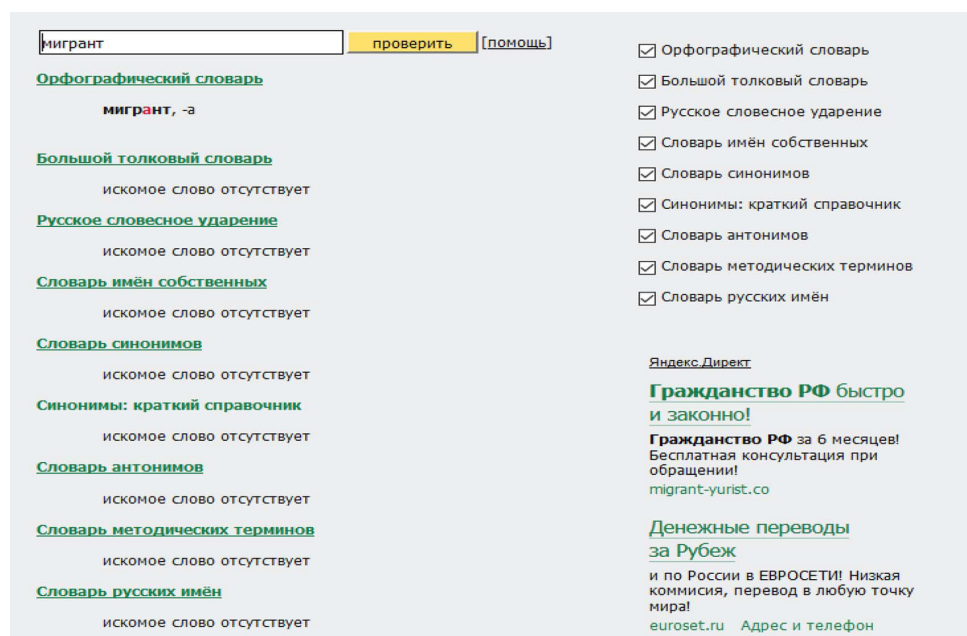 мигрант
проверить
[помощь]
Орфографический словарь
мигрант, -а
Большой толковый словарь
искомое слово отсутствует
Русское словесное ударение
искомое слово отсутствует
Словарь имён собственных
искомое слово отсутствует
Словарь синонимов
искомое слово отсутствует
Синонимы: краткий справочник
искомое слово отсутствует
Словарь антонимов
искомое слово отсутствует
Словарь методических терминов
искомое слово отсутствует
Словарь русских имён
искомое слово отсутствует
Орфографический словарь
Большой толковый словарь
Русское словесное ударение
Словарь имён собственных
Словарь синонимов
Синонимы: краткий справочник
Словарь антонимов
Словарь методических терминов
Словарь русских имён
Яндекс.Директ
Гражданство РФ быстро
и законно!
Гражданство РФ за 6 месяцев!
Бесплатная консультация при
обращении!
migrant-yurist.co
Денежные переводы
за Рубеж
и по России в ЕВРОСЕТИ! Низкая
коммисия, перевод в любую точку
мира!
euroset.ru Адрес и телефон